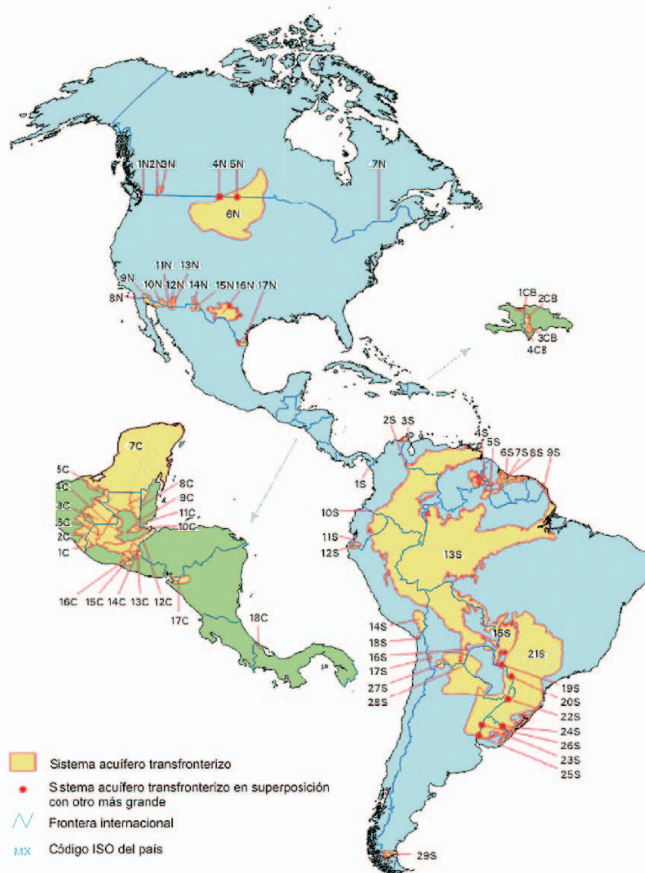 1N2N3N
4N 5N
7N
6N
11N 13N
9N
10N 12N 14N 15N 16N 17N
8N
1CB
2CB
3CB
4CB
7C
5C
4C
3C
6C
2C
1C
8C
9C
11C
10C
16C
15C 14C 13C 12C
17C
18C
2S 3S
4S
5S
6S 7S 8S 9S
1S
10S
11S
12S
13S
14S
18S
16S
17S
27S
28S
15S
21S
19S
20S
22S
24S
26S
23S
25S
29S
Sistema acuífero transfronterizo
Sistema acuífero transfronterizo en superposición
con otro más grande
Frontera internacional
MX Código ISO del país